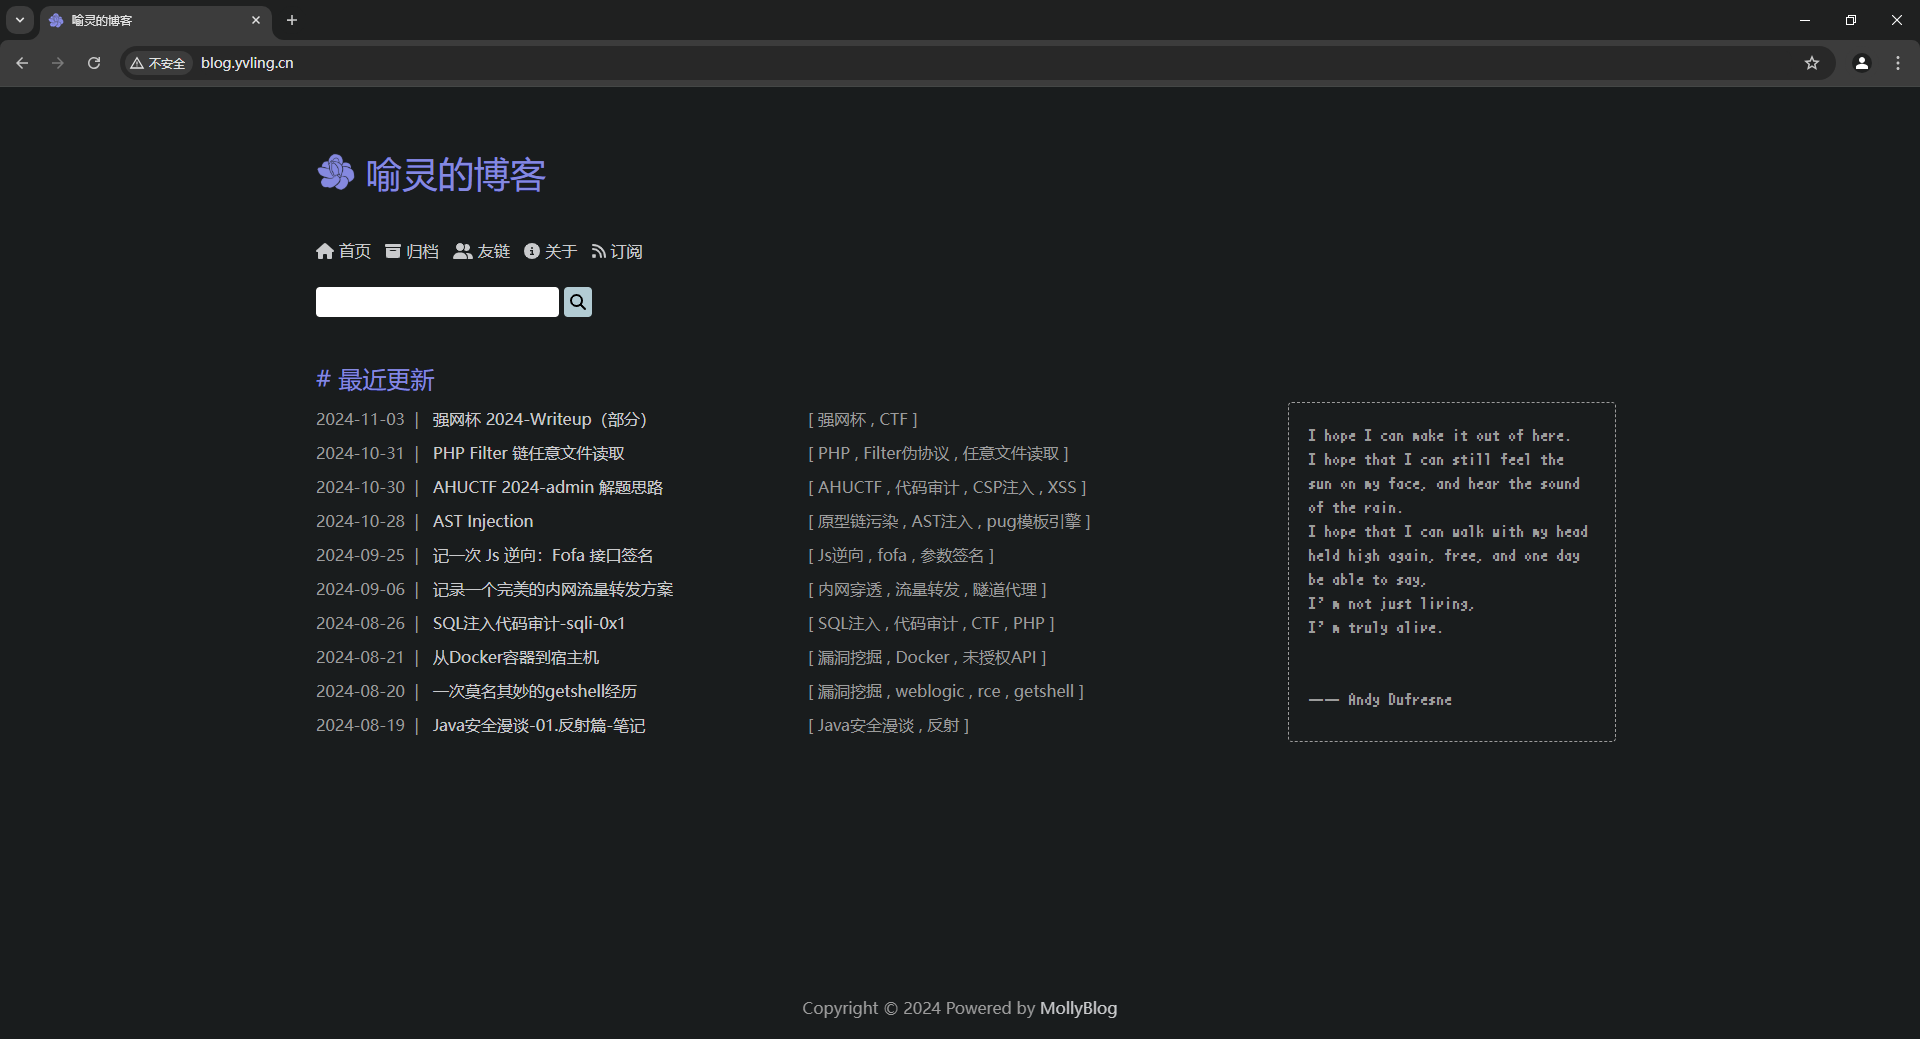 喻灵的博客
不安全 blog.yvling.cn
喻灵的博客
首页 归档 友链 关于 订阅
# 最近更新
2024-11-03 | 强网杯 2024-Writeup（部分） [ 强网杯 , CTF ]
2024-10-31 | PHP Filter 链任意文件读取 [ PHP , Filter伪协议 , 任意文件读取 ]
2024-10-30 | AHUCTF 2024-admin 解题思路 [ AHUCTF , 代码审计 , CSP注入 , XSS ]
2024-10-28 | AST Injection [ 原型链污染 , AST注入 , pug模板引擎 ]
2024-09-25 | 记一次 Js 逆向：Fofa 接口签名 [ Js逆向 , fofa , 参数签名 ]
2024-09-06 | 记录一个完美的内网流量转发方案 [ 内网穿透 , 流量转发 , 隧道代理 ]
2024-08-26 | SQL注入代码审计-sqli-0x1 [ SQL注入 , 代码审计 , CTF , PHP ]
2024-08-21 | 从Docker容器到宿主机 [ 漏洞挖掘 , Docker , 未授权API ]
2024-08-20 | 一次莫名其妙的getshell经历 [ 漏洞挖掘 , weblogic , rce , getshell ]
2024-08-19 | Java安全漫谈-01.反射篇-笔记 [ Java安全漫谈 , 反射 ]
I hope I can make it out of here.
I hope that I can still feel the
sun on my face, and hear the sound
of the rain.
I hope that I can walk with my head
held high again, free, and one day
be able to say,
I’m not just living,
I’m truly alive.
—— Andy Dufresne
Copyright © 2024 Powered by MollyBlog